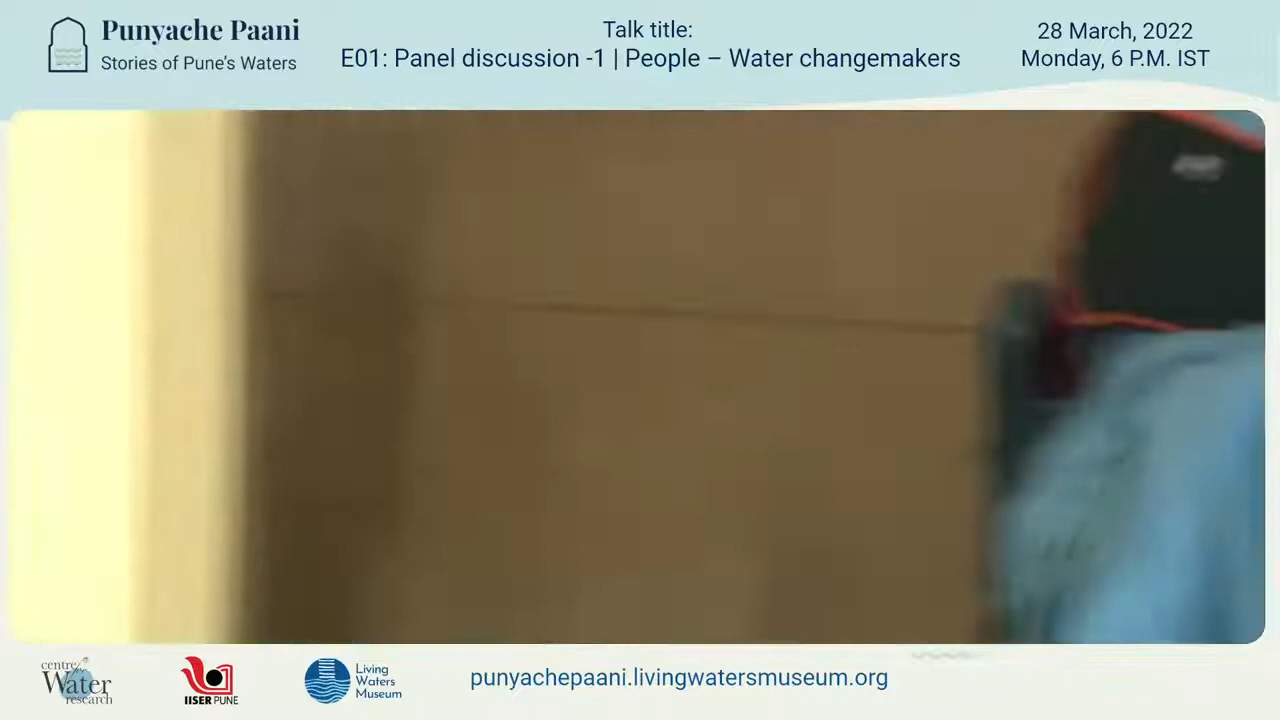 Punyache Paani
Stories of Pune's Waters
Talk title:
E01: Panel discussion -1 | People – Water changemakers
28 March, 2022
Monday, 6 P.M. IST
centre for
Water
research
IISER PUNE
Living
Waters
Museum
punyachepaani.livingwatersmuseum.org